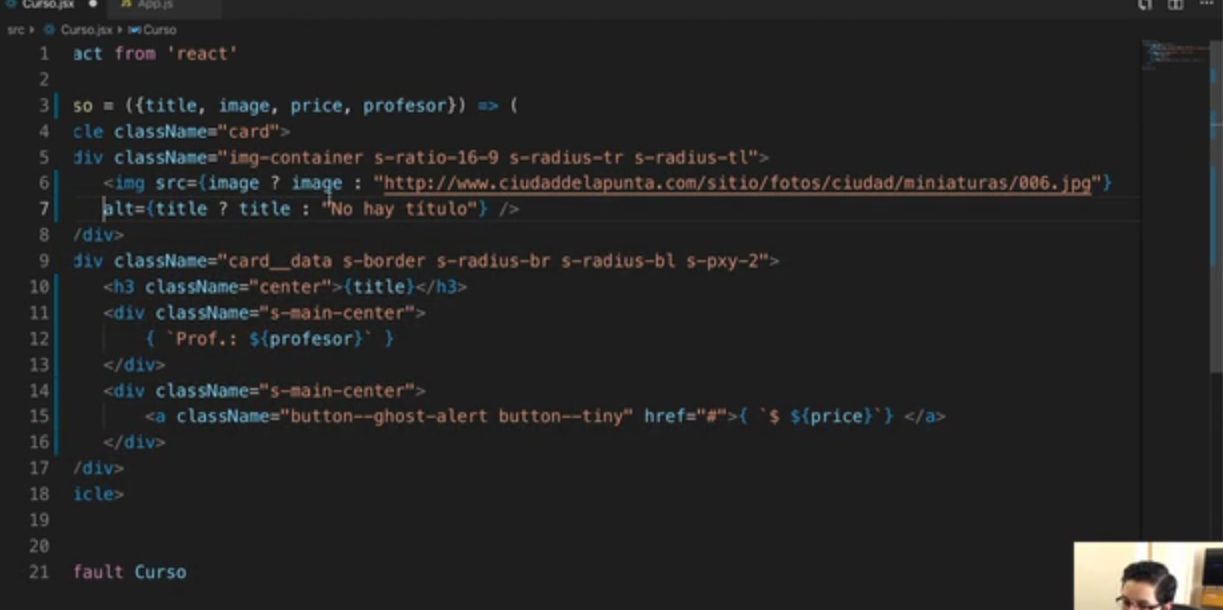 Curso.jsx App.js
src Curso.jsx Curso
1 act from 'react'
2
3 so = ({title, image, price, profesor}) => (
4 cle className="card">
5 div className="img-container s-ratio-16-9 s-radius-tr s-radius-tl">
6 <img src={image ? image : "http://www.ciudaddelapunta.com/sitio/fotos/ciudad/miniaturas/006.jpg"}
7 alt={title ? title : "No hay título"} />
8 /div>
9 div className="card__data s-border s-radius-br s-radius-bl s-pxy-2">
10 <h3 className="center">{title}</h3>
11 <div className="s-main-center">
12 { `Prof.: ${profesor}` }
13 </div>
14 <div className="s-main-center">
15 <a className="button--ghost-alert button--tiny" href="#">{ `$ ${price}`} </a>
16 </div>
17 /div>
18 icle>
19
20
21 fault Curso